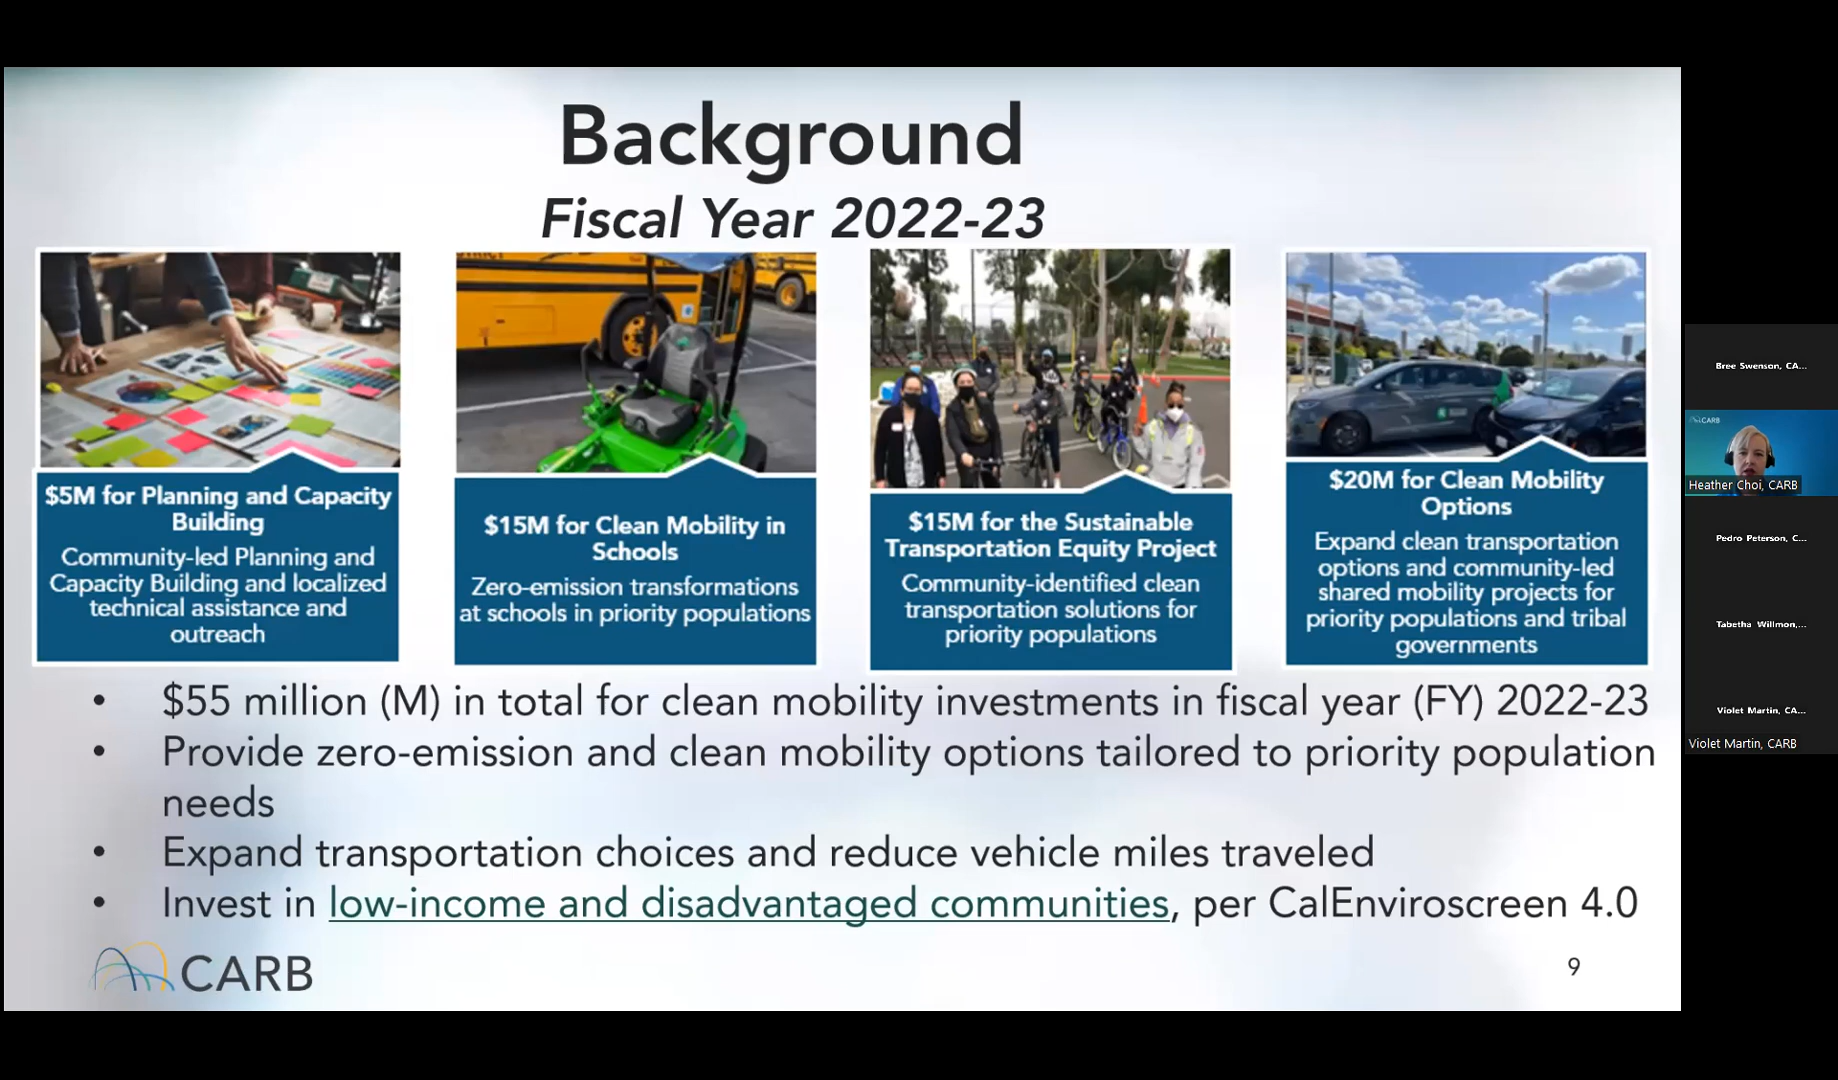 Background
Fiscal Year 2022-23
$5M for Planning and Capacity
Building
Community-led Planning and
Capacity Building and localized
technical assistance and
outreach
$15M for Clean Mobility in
Schools
Zero-emission transformations
at schools in priority populations
$15M for the Sustainable
Transportation Equity Project
Community-identified clean
transportation solutions for
priority populations
$20M for Clean Mobility
Options
Expand clean transportation
options and community-led
shared mobility projects for
priority populations and tribal
governments
• $55 million (M) in total for clean mobility investments in fiscal year (FY) 2022-23
• Provide zero-emission and clean mobility options tailored to priority population
needs
• Expand transportation choices and reduce vehicle miles traveled
• Invest in low-income and disadvantaged communities, per CalEnviroscreen 4.0
CARB
9
Bree Swenson, CA...
CARB
Heather Choi, CARB
Pedro Peterson, C...
Tabetha Willmon,...
Violet Martin, CA...
Violet Martin, CARB